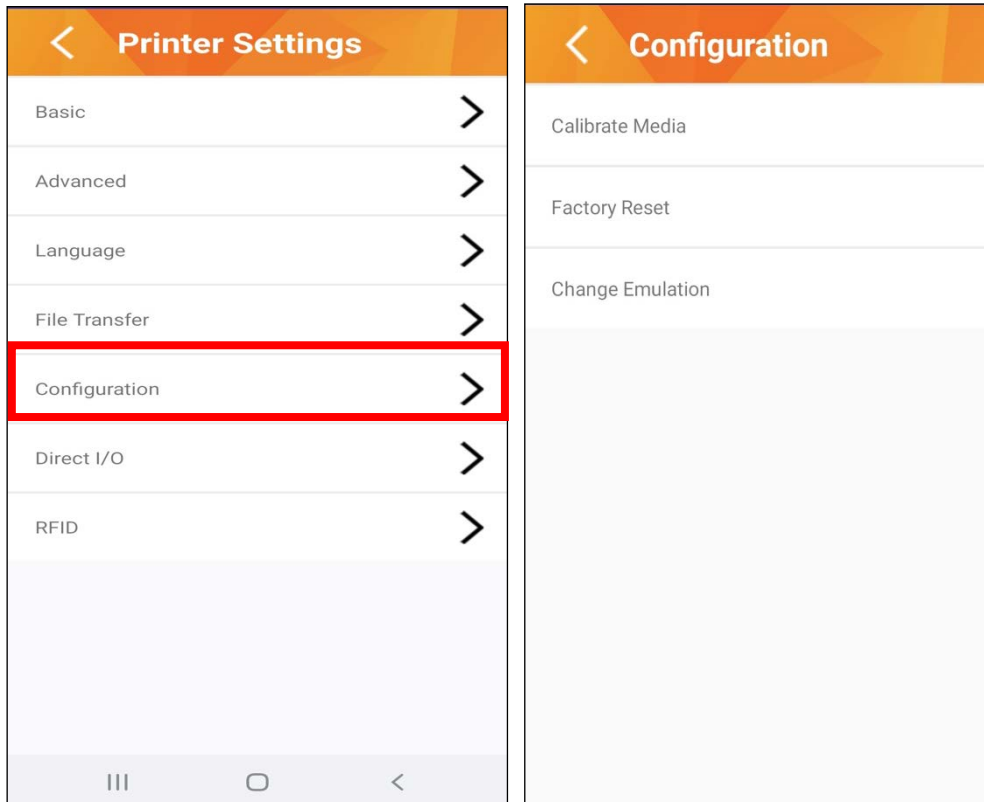 Printer Settings
Basic
Advanced
Language
File Transfer
Configuration
Direct I/O
RFID
Configuration
Calibrate Media
Factory Reset
Change Emulation